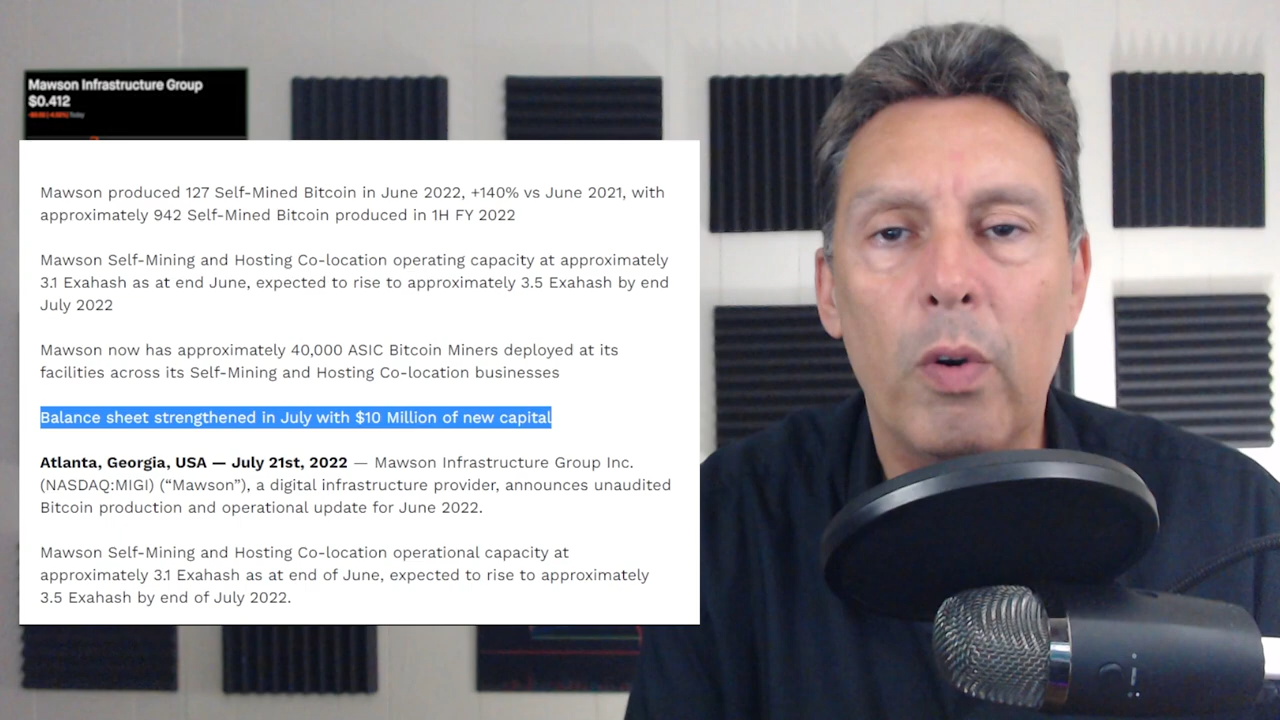 Mawson Infrastructure Group
$0.412
Today
Mawson produced 127 Self-Mined Bitcoin in June 2022, +140% vs June 2021, with
approximately 942 Self-Mined Bitcoin produced in 1H FY 2022
Mawson Self-Mining and Hosting Co-location operating capacity at approximately
3.1 Exahash as at end June, expected to rise to approximately 3.5 Exahash by end
July 2022
Mawson now has approximately 40,000 ASIC Bitcoin Miners deployed at its
facilities across its Self-Mining and Hosting Co-location businesses
Balance sheet strengthened in July with $10 Million of new capital
Atlanta, Georgia, USA — July 21st, 2022 — Mawson Infrastructure Group Inc.
(NASDAQ:MIGI) (“Mawson”), a digital infrastructure provider, announces unaudited
Bitcoin production and operational update for June 2022.
Mawson Self-Mining and Hosting Co-location operational capacity at
approximately 3.1 Exahash as at end of June, expected to rise to approximately
3.5 Exahash by end of July 2022.